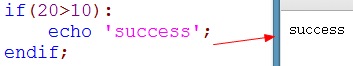 if(20>10):
    echo 'success';
endif;
success